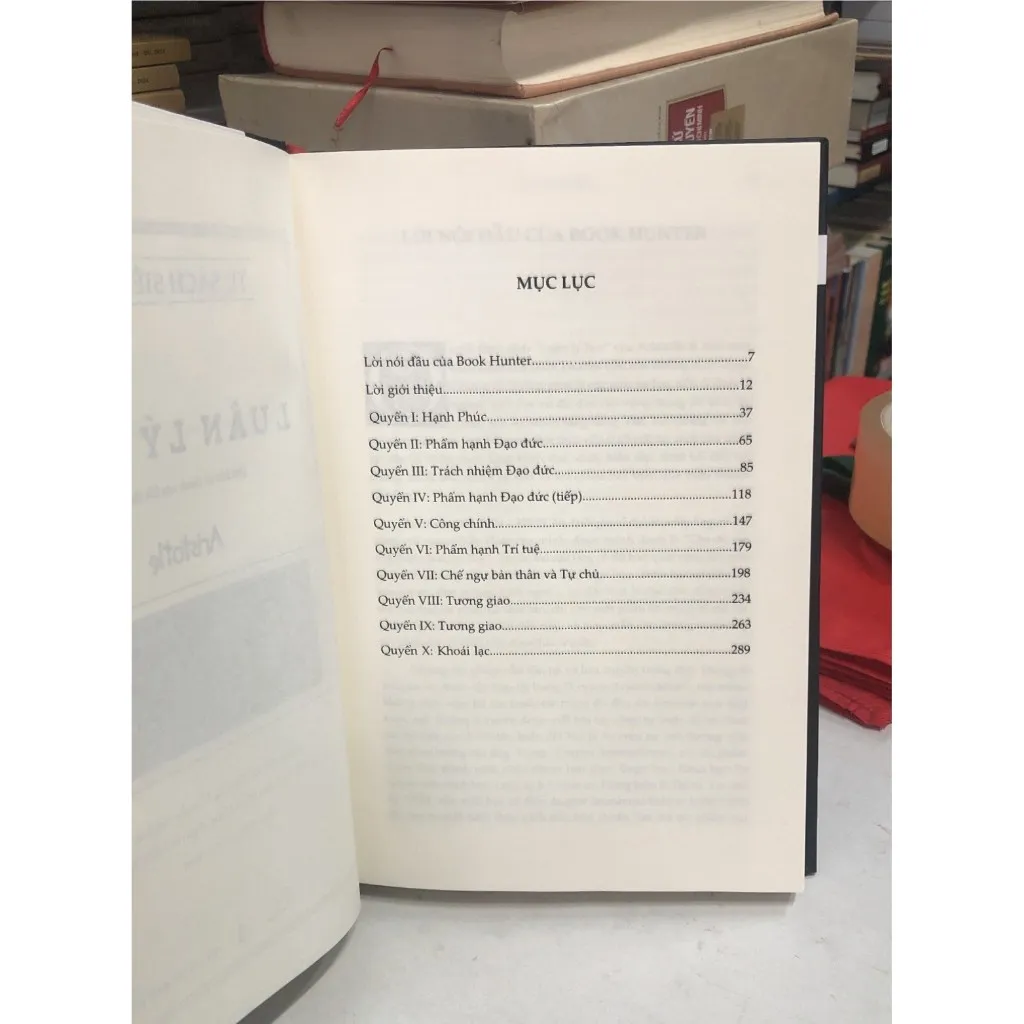 MỤC LỤC
Lời nói đầu của Book Hunter.....7
Lời giới thiệu.....12
Quyển I: Hạnh Phúc.....37
Quyển II: Phẩm hạnh Đạo đức.....65
Quyển III: Trách nhiệm Đạo đức.....85
Quyển IV: Phẩm hạnh Đạo đức (tiếp).....118
Quyển V: Công chính.....147
Quyển VI: Phẩm hạnh Trí tuệ.....179
Quyển VII: Chế ngự bản thân và Tự chủ.....198
Quyển VIII: Tương giao.....234
Quyển IX: Tương giao.....263
Quyển X: Khoái lạc.....289
LUÂN LÝ
Aristotle